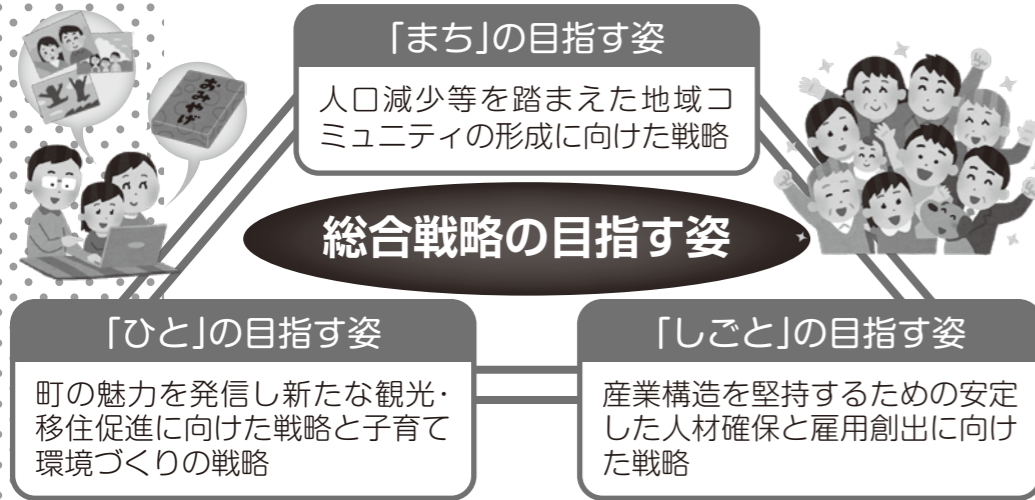 「まち」の目指す姿
人口減少等を踏まえた地域コ
ミュニティの形成に向けた戦略
おみやげ
総合戦略の目指す姿
「ひと」の目指す姿
町の魅力を発信し新たな観光・
移住促進に向けた戦略と子育て
環境づくりの戦略
「しごと」の目指す姿
産業構造を堅持するための安定
した人材確保と雇用創出に向け
た戦略